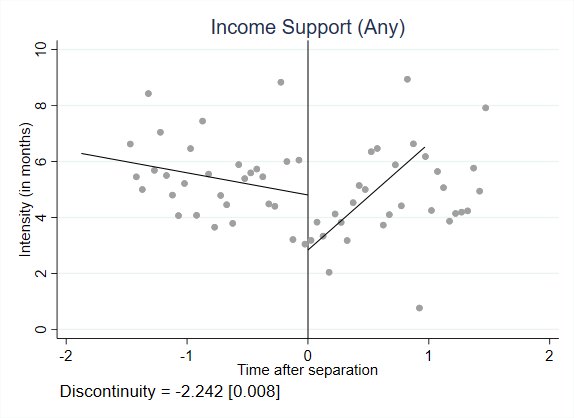 Income Support (Any)
Intensity (in months)
10
8
6
4
2
0
-2 -1 0 1 2
Time after separation
Discontinuity = -2.242 [0.008]